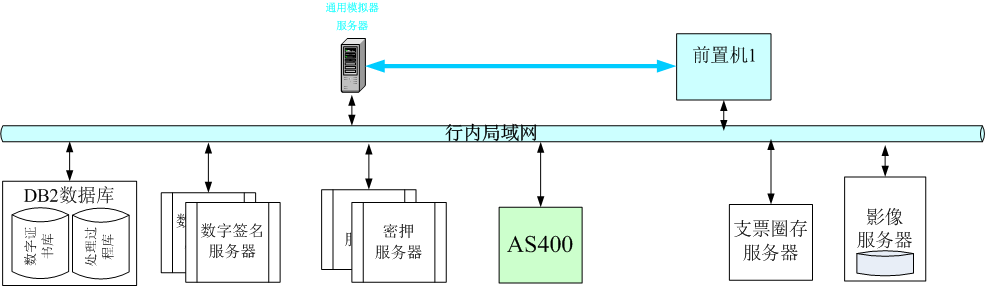 通用模拟器
服务器
前置机1
行内局域网
DB2数据库
数字证
书库
处理过
程库
数
数字签名
服务器
服
密押
服务器
AS400
支票圈存
服务器
影像
服务器